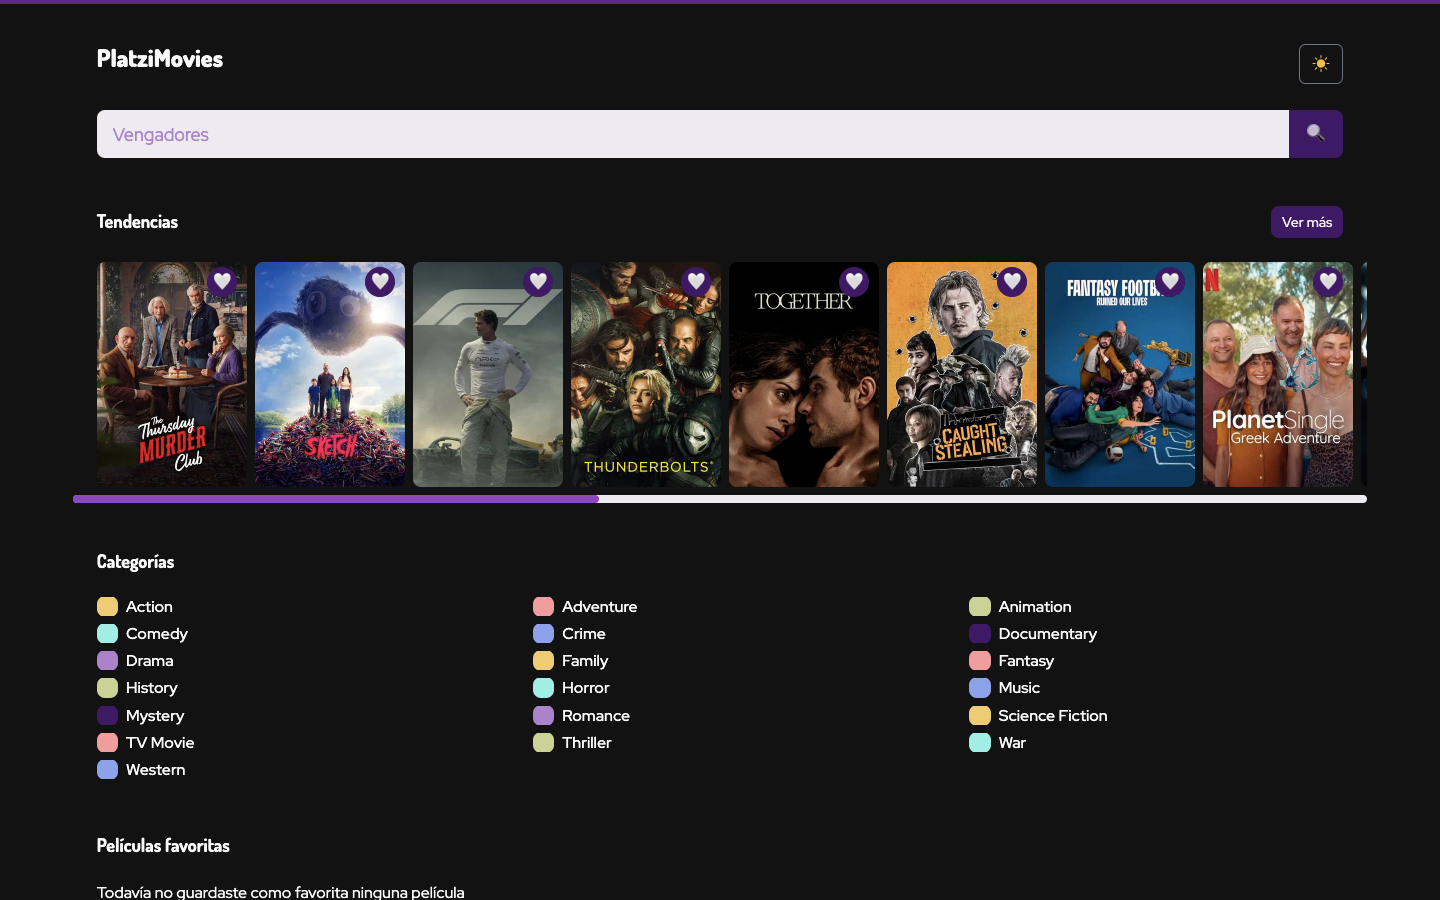 PlatziMovies
Vengadores
Tendencias
Ver más
The
Thursday
MURDER
Club
SKETCH
THUNDERBOLTS*
TOGETHER
CAUGHT
STEALING
FANTASY FOOTB
RUINED OUR LIVES
N
PlanetSingle
Greek Adventure
Categorías
Action
Adventure
Animation
Comedy
Crime
Documentary
Drama
Family
Fantasy
History
Horror
Music
Mystery
Romance
Science Fiction
TV Movie
Thriller
War
Western
Películas favoritas
Todavía no guardaste como favorita ninguna película